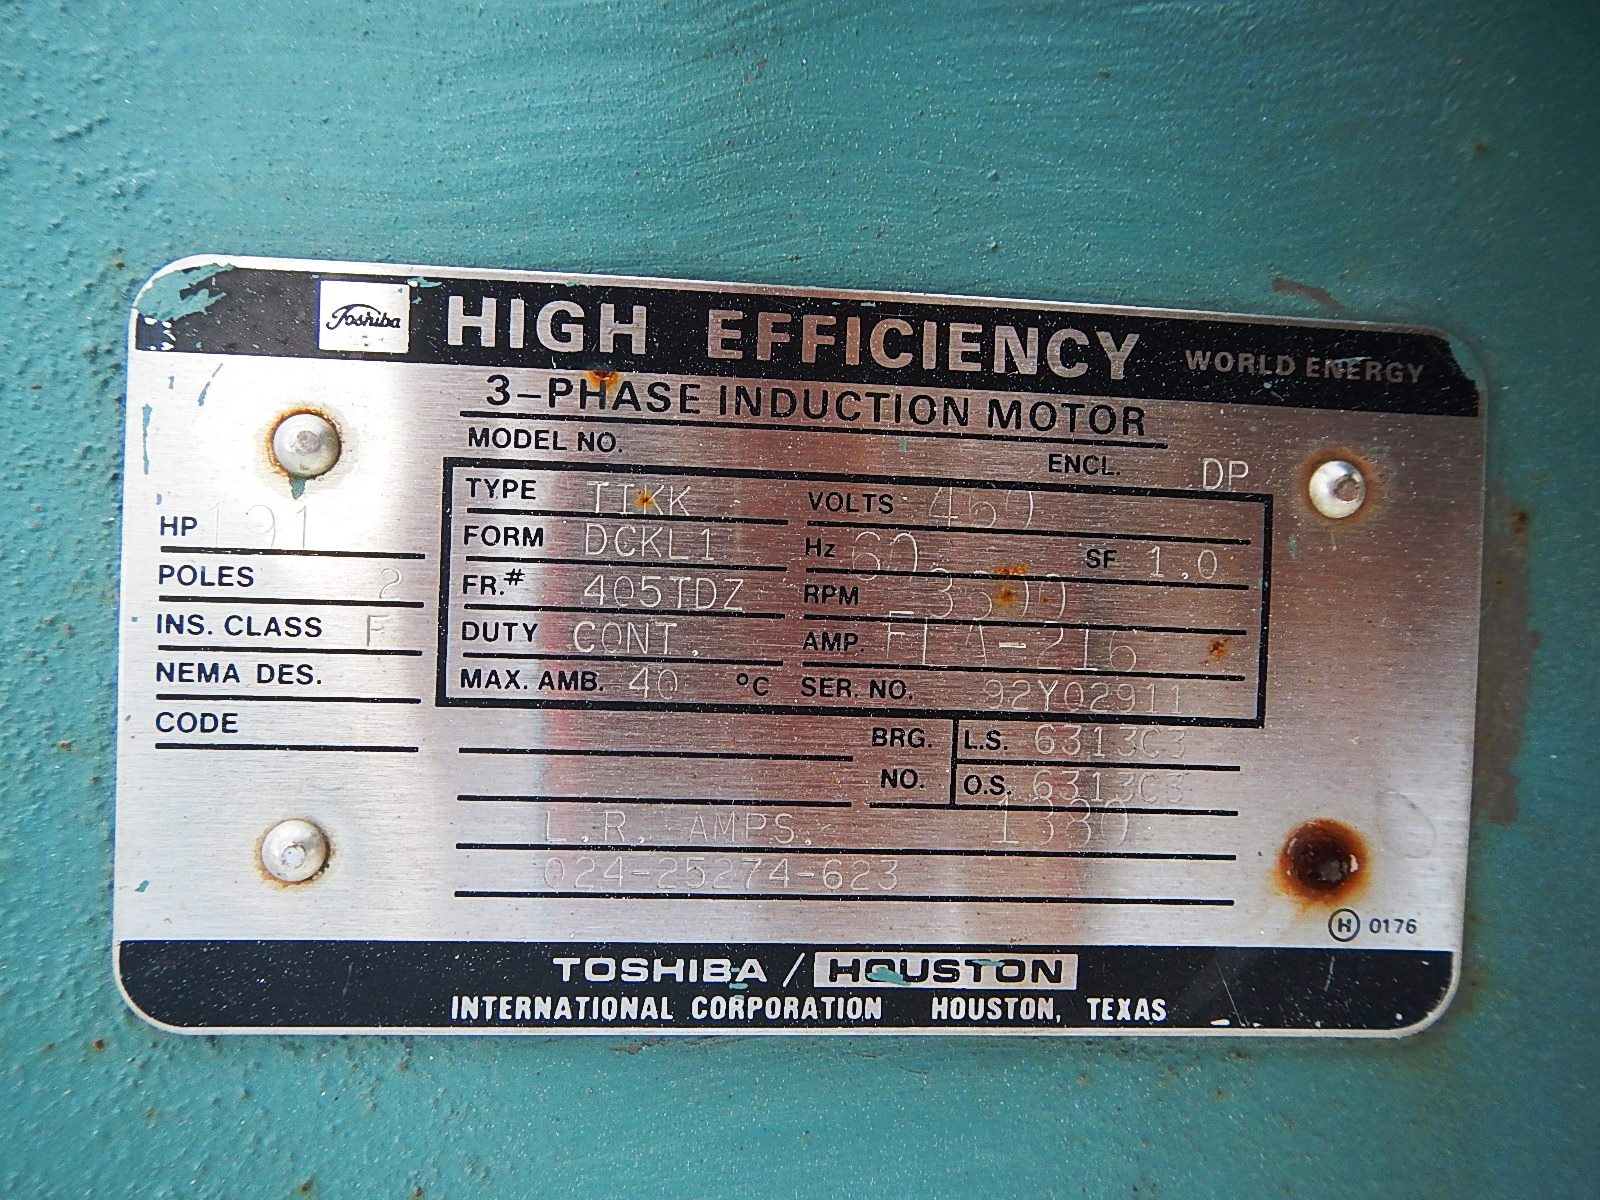 Toshiba HIGH EFFICIENCY WORLD ENERGY
3-PHASE INDUCTION MOTOR
MODEL NO. ENCL. DP
TYPE TIKK VOLTS 460
HP 191 FORM DCKL1 Hz 60 SF 1.0
POLES 2 FR.# 405TDZ RPM 3500
INS. CLASS F DUTY CONT. AMP. FLA-216
NEMA DES. MAX. AMB. 40 °C SER. NO. 92Y02911
CODE BRG. L.S. 6313C3
NO. O.S. 6313C3
L.R. AMPS. 1380
024-25274-623
H 0176
TOSHIBA / HOUSTON
INTERNATIONAL CORPORATION HOUSTON, TEXAS